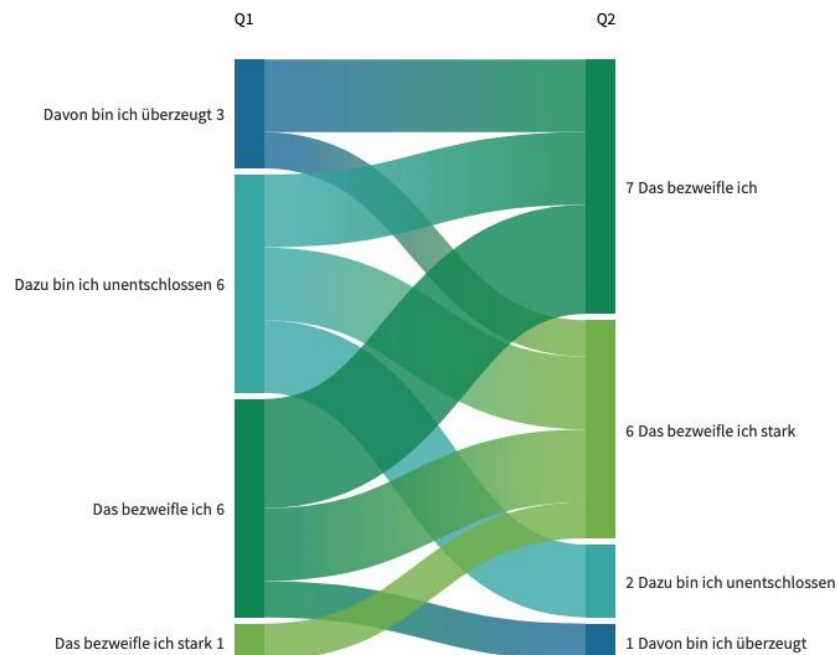 Q1
Q2
Davon bin ich überzeugt 3
Dazu bin ich unentschlossen 6
Das bezweifle ich 6
Das bezweifle ich stark 1
7 Das bezweifle ich
6 Das bezweifle ich stark
2 Dazu bin ich unentschlossen
1 Davon bin ich überzeugt